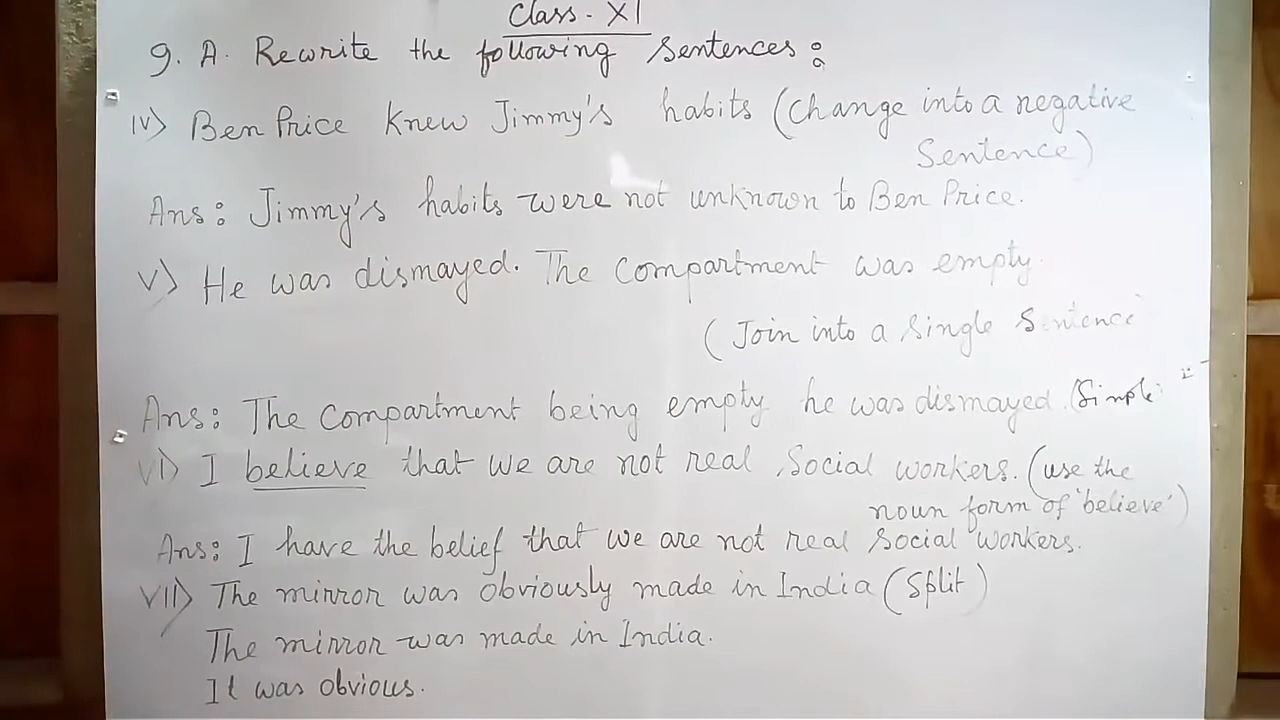 Class - XI
9. A. Rewrite the following sentences :
IV) Ben Price knew Jimmy's habits (Change into a negative
Sentence)
Ans: Jimmy's habits were not unknown to Ben Price.
V) He was dismayed. The Compartment was empty.
(Join into a single Sentence
Ans: The Compartment being empty he was dismayed. (Simple
VI) I believe that we are not real Social workers. (use the
noun form of 'believe')
Ans: I have the belief that we are not real Social workers.
VII) The mirror was obviously made in India (Split)
The mirror was made in India.
It was obvious.